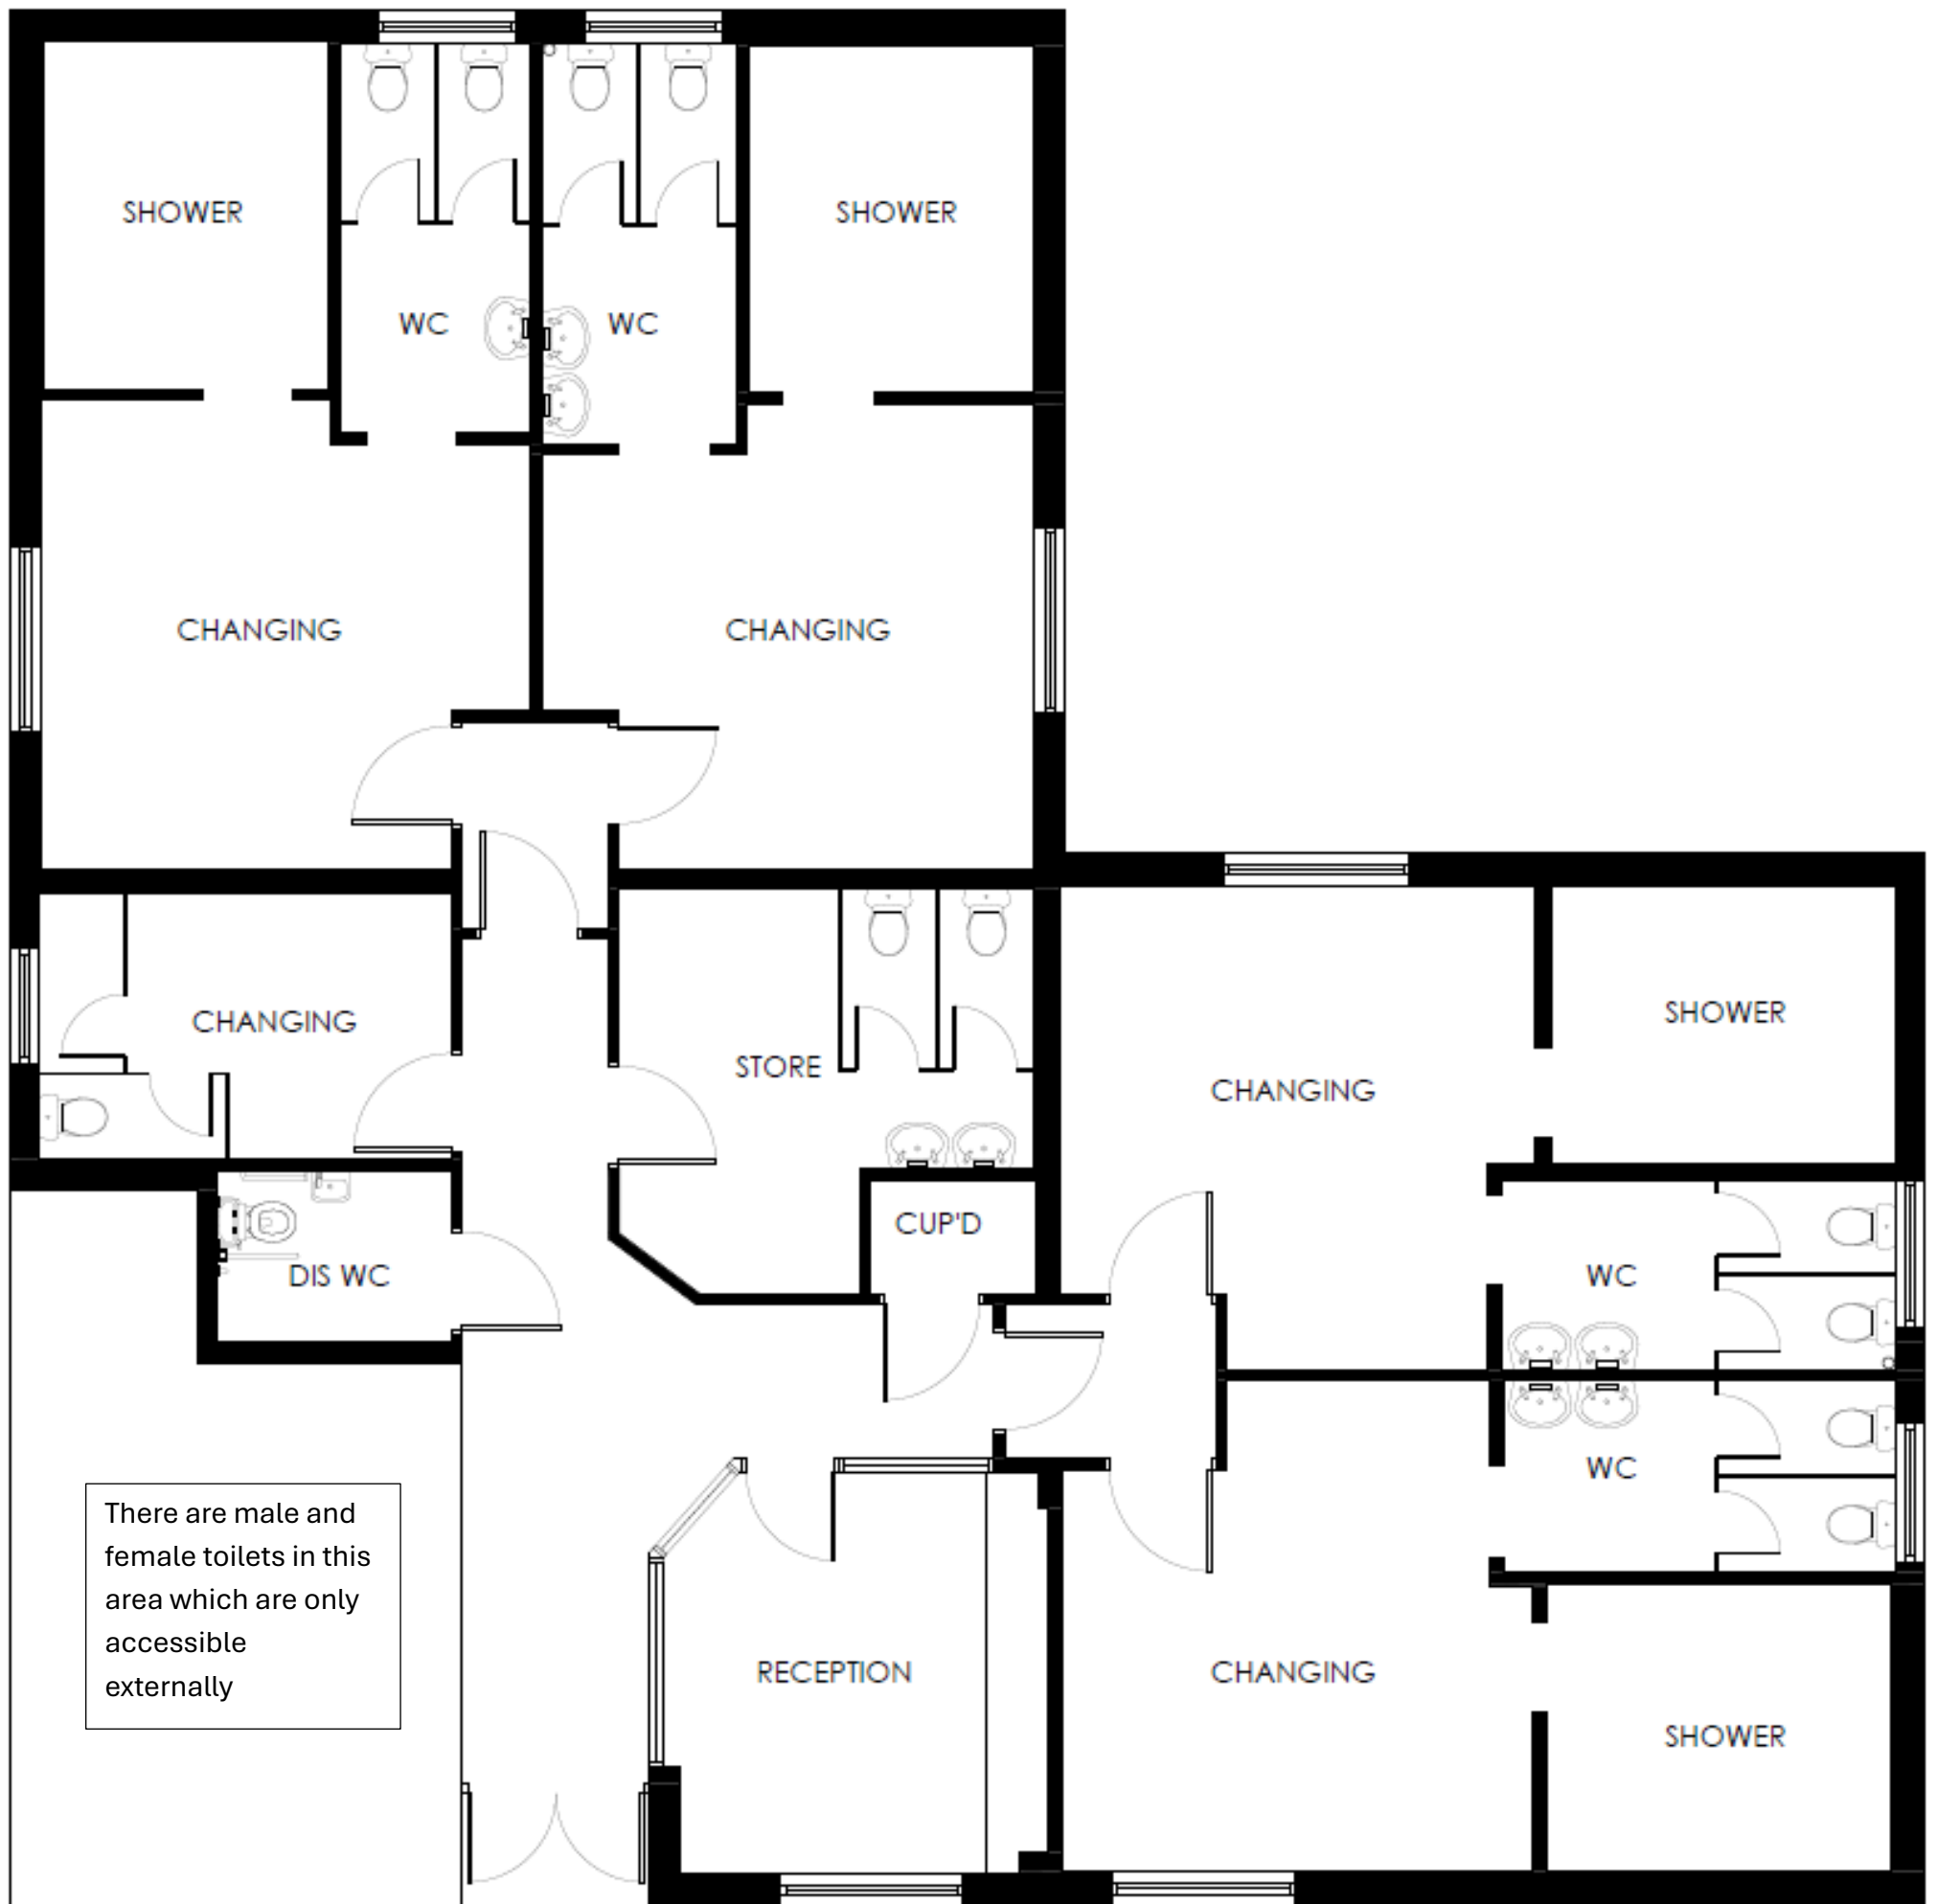 SHOWER
SHOWER
WC
WC
CHANGING
CHANGING
CHANGING
STORE
SHOWER
CHANGING
CUP'D
DIS WC
WC
WC
There are male and
female toilets in this
area which are only
accessible
externally
RECEPTION
CHANGING
SHOWER